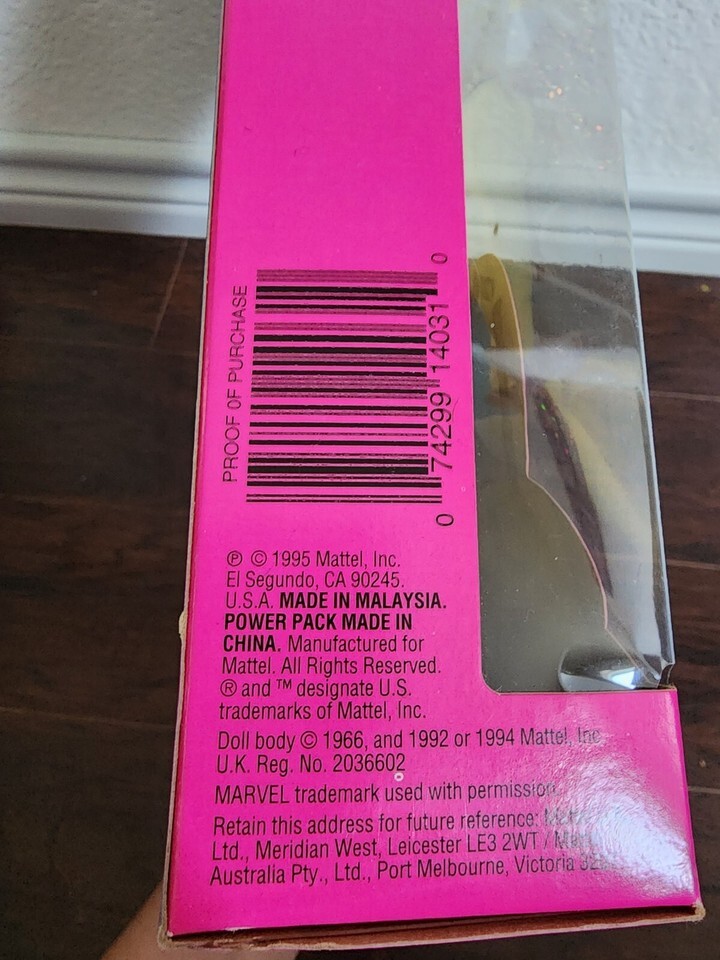 PROOF OF PURCHASE
0 74299 14031 0
℗ © 1995 Mattel, Inc.
El Segundo, CA 90245.
U.S.A. MADE IN MALAYSIA.
POWER PACK MADE IN
CHINA. Manufactured for
Mattel. All Rights Reserved.
® and ™ designate U.S.
trademarks of Mattel, Inc.
Doll body © 1966, and 1992 or 1994 Mattel, Inc
U.K. Reg. No. 2036602
MARVEL trademark used with permission.
Retain this address for future reference:
Ltd., Meridian West, Leicester LE3 2WT /
Australia Pty., Ltd., Port Melbourne, Victoria